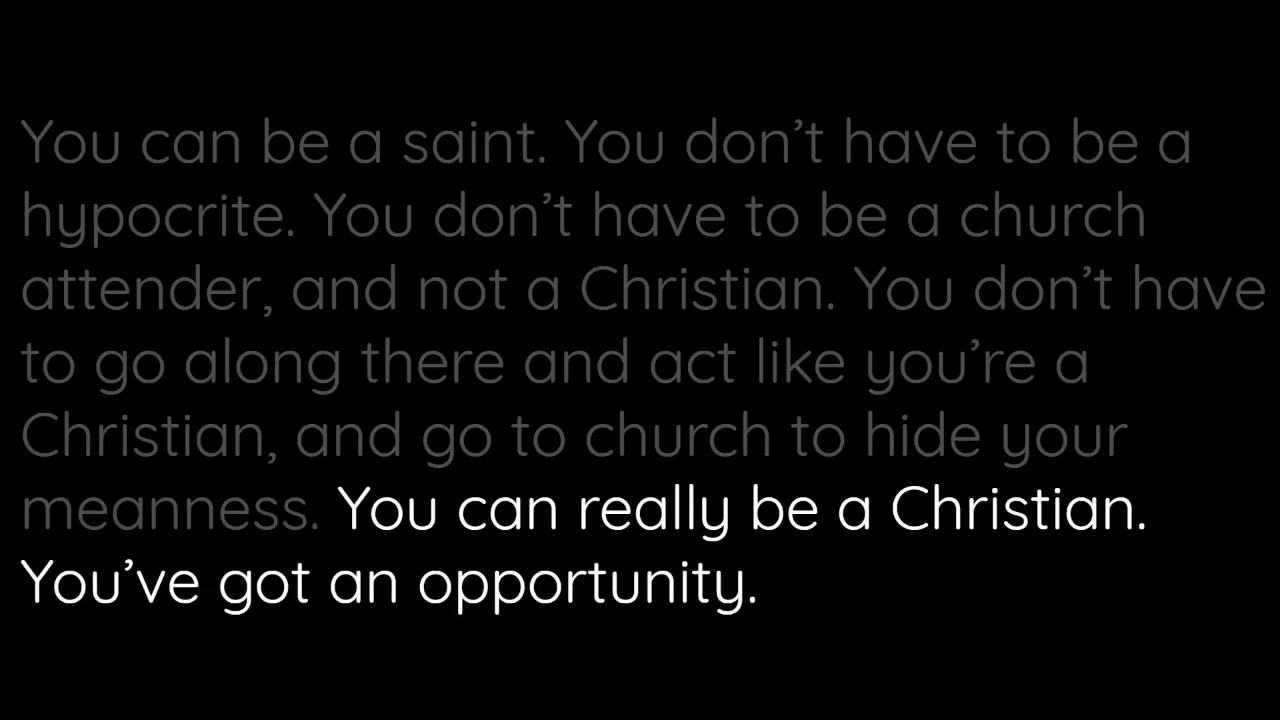 You can be a saint. You don’t have to be a
hypocrite. You don’t have to be a church
attender, and not a Christian. You don’t have
to go along there and act like you’re a
Christian, and go to church to hide your
meanness. You can really be a Christian.
You’ve got an opportunity.